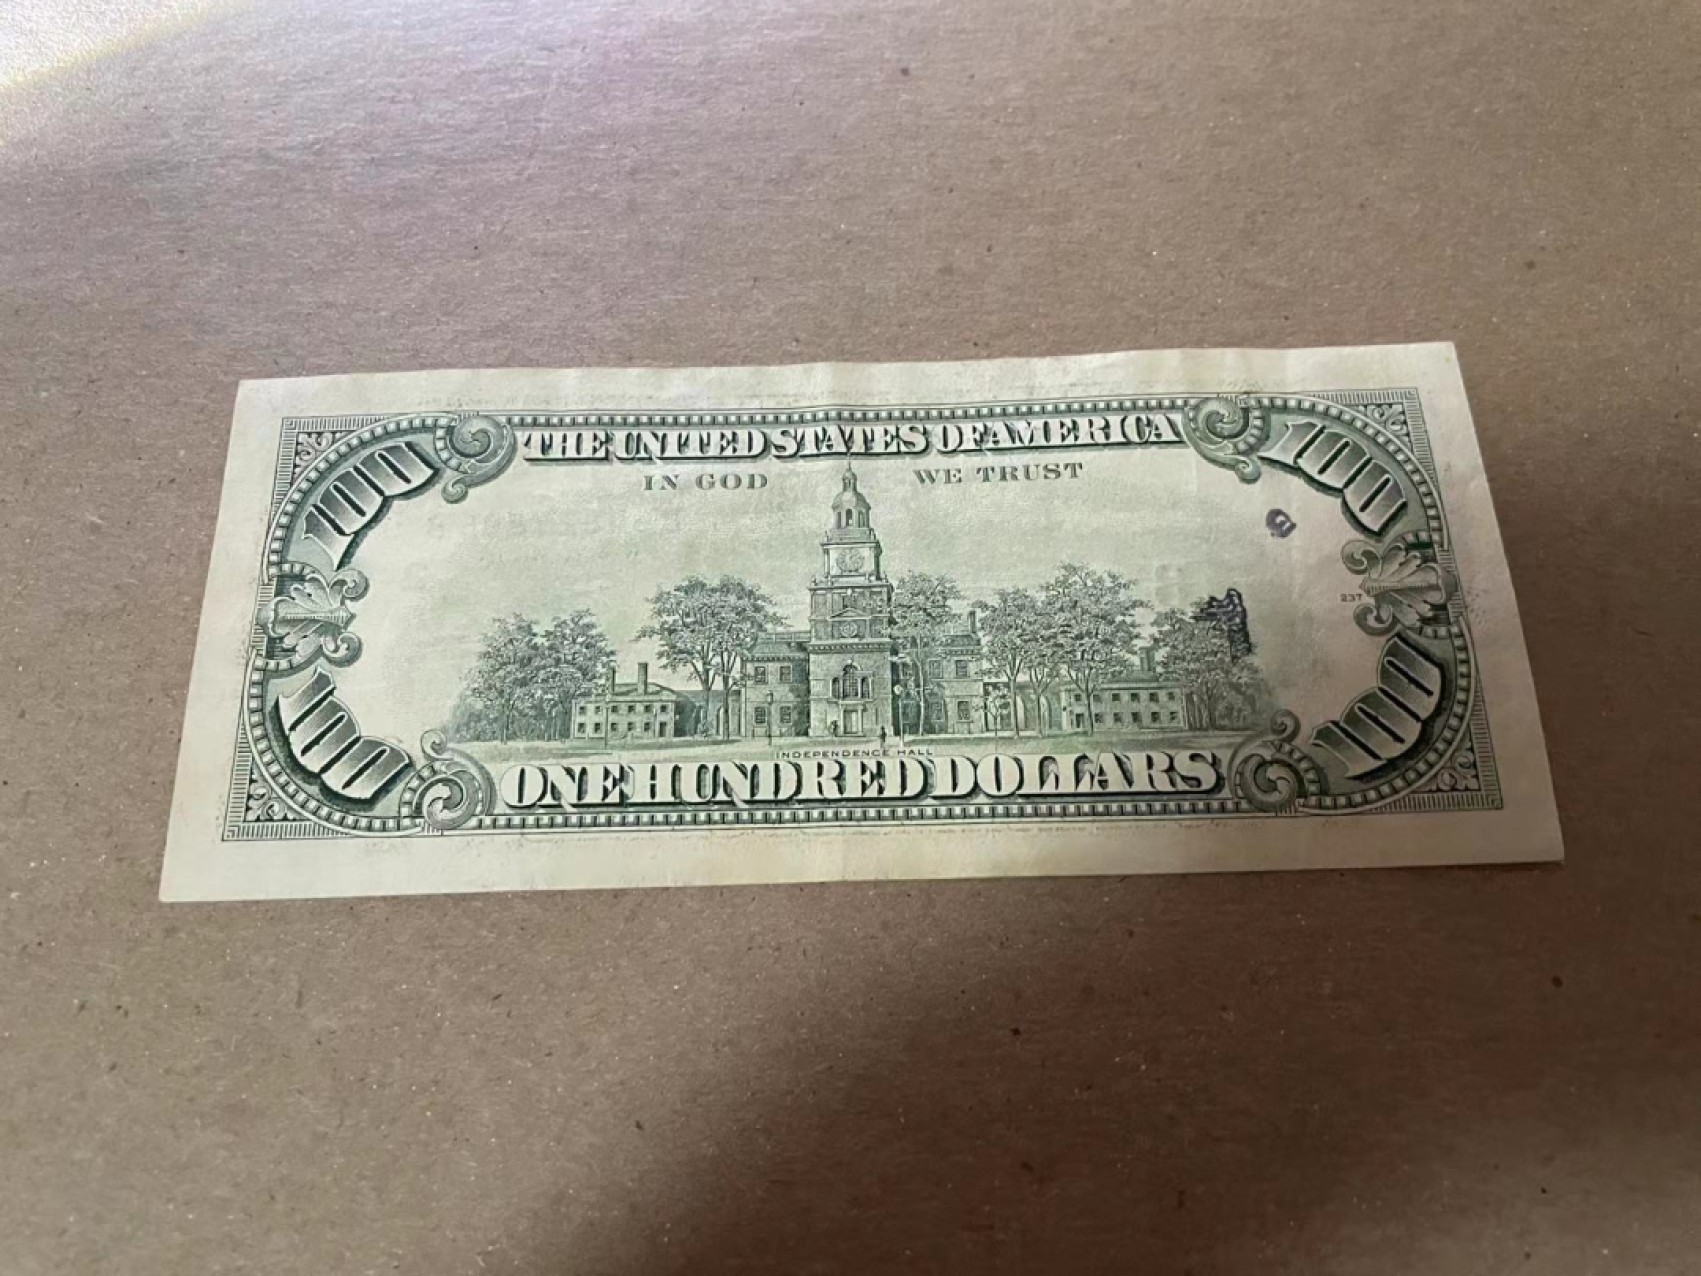 100 THE UNITED STATES OF AMERICA 100
IN GOD WE TRUST
237
INDEPENDENCE HALL
100 ONE HUNDRED DOLLARS 100